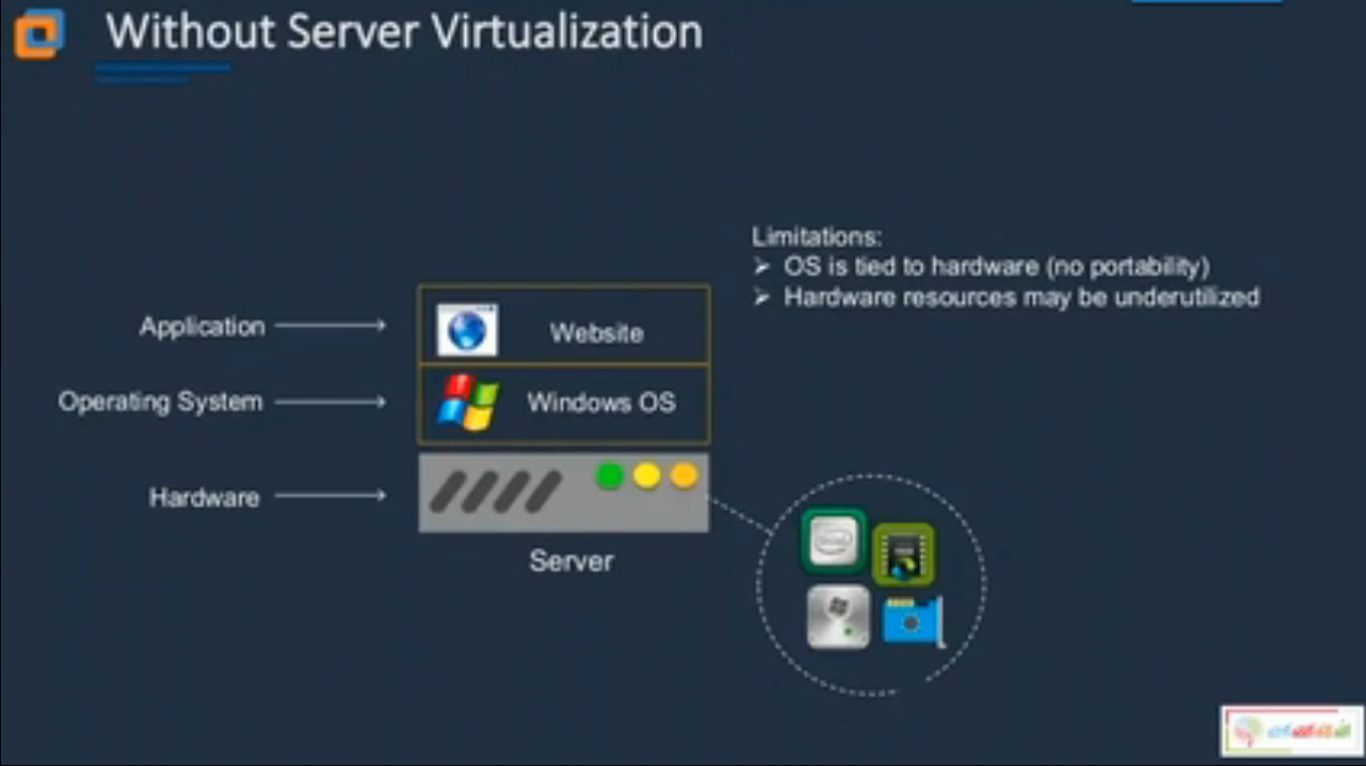 Without Server Virtualization
Limitations:
➢ OS is tied to hardware (no portability)
➢ Hardware resources may be underutilized
Application
Website
Operating System
Windows OS
Hardware
Server